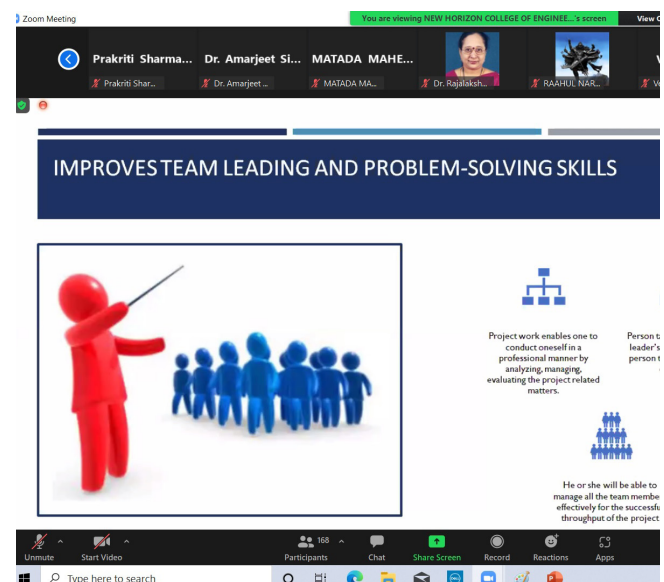 Zoom Meeting
You are viewing NEW HORIZON COLLEGE OF ENGINEE...'s screen
View O
Prakriti Sharma... Dr. Amarjeet Si... MATADA MAHE...
Prakriti Shar... Dr. Amarjeet ... MATADA MA... Dr. Rajalaksh... RAAHUL NAR...
IMPROVES TEAM LEADING AND PROBLEM-SOLVING SKILLS
Project work enables one to
conduct oneself in a
professional manner by
analyzing, managing,
evaluating the project related
matters.
Person ta
leader's
person t
He or she will be able to
manage all the team membe
effectively for the successfu
throughput of the project
Unmute Start Video 168 Participants Chat Share Screen Record Reactions Apps
Type here to search